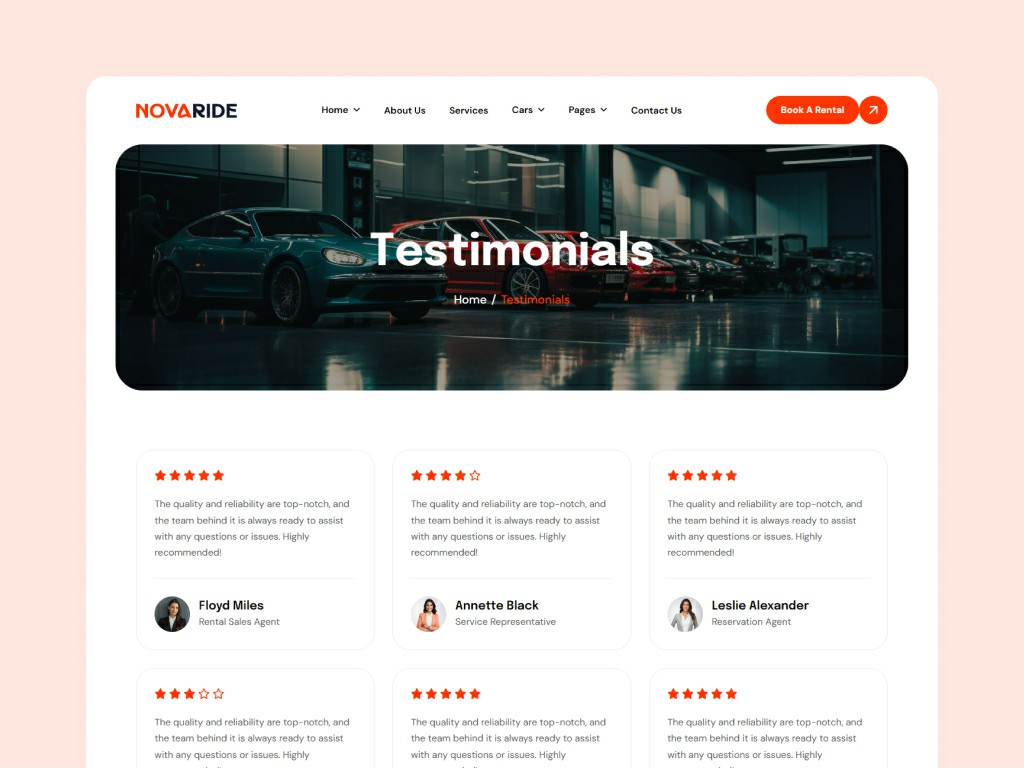 NOVARIDE
Home About Us Services Cars Pages Contact Us
Book A Rental
Testimonials
Home / Testimonials
The quality and reliability are top-notch, and
the team behind it is always ready to assist
with any questions or issues. Highly
recommended!
Floyd Miles
Rental Sales Agent
The quality and reliability are top-notch, and
the team behind it is always ready to assist
with any questions or issues. Highly
recommended!
Annette Black
Service Representative
The quality and reliability are top-notch, and
the team behind it is always ready to assist
with any questions or issues. Highly
recommended!
Leslie Alexander
Reservation Agent
The quality and reliability are top-notch, and
the team behind it is always ready to assist
with any questions or issues. Highly
The quality and reliability are top-notch, and
the team behind it is always ready to assist
with any questions or issues. Highly
The quality and reliability are top-notch, and
the team behind it is always ready to assist
with any questions or issues. Highly